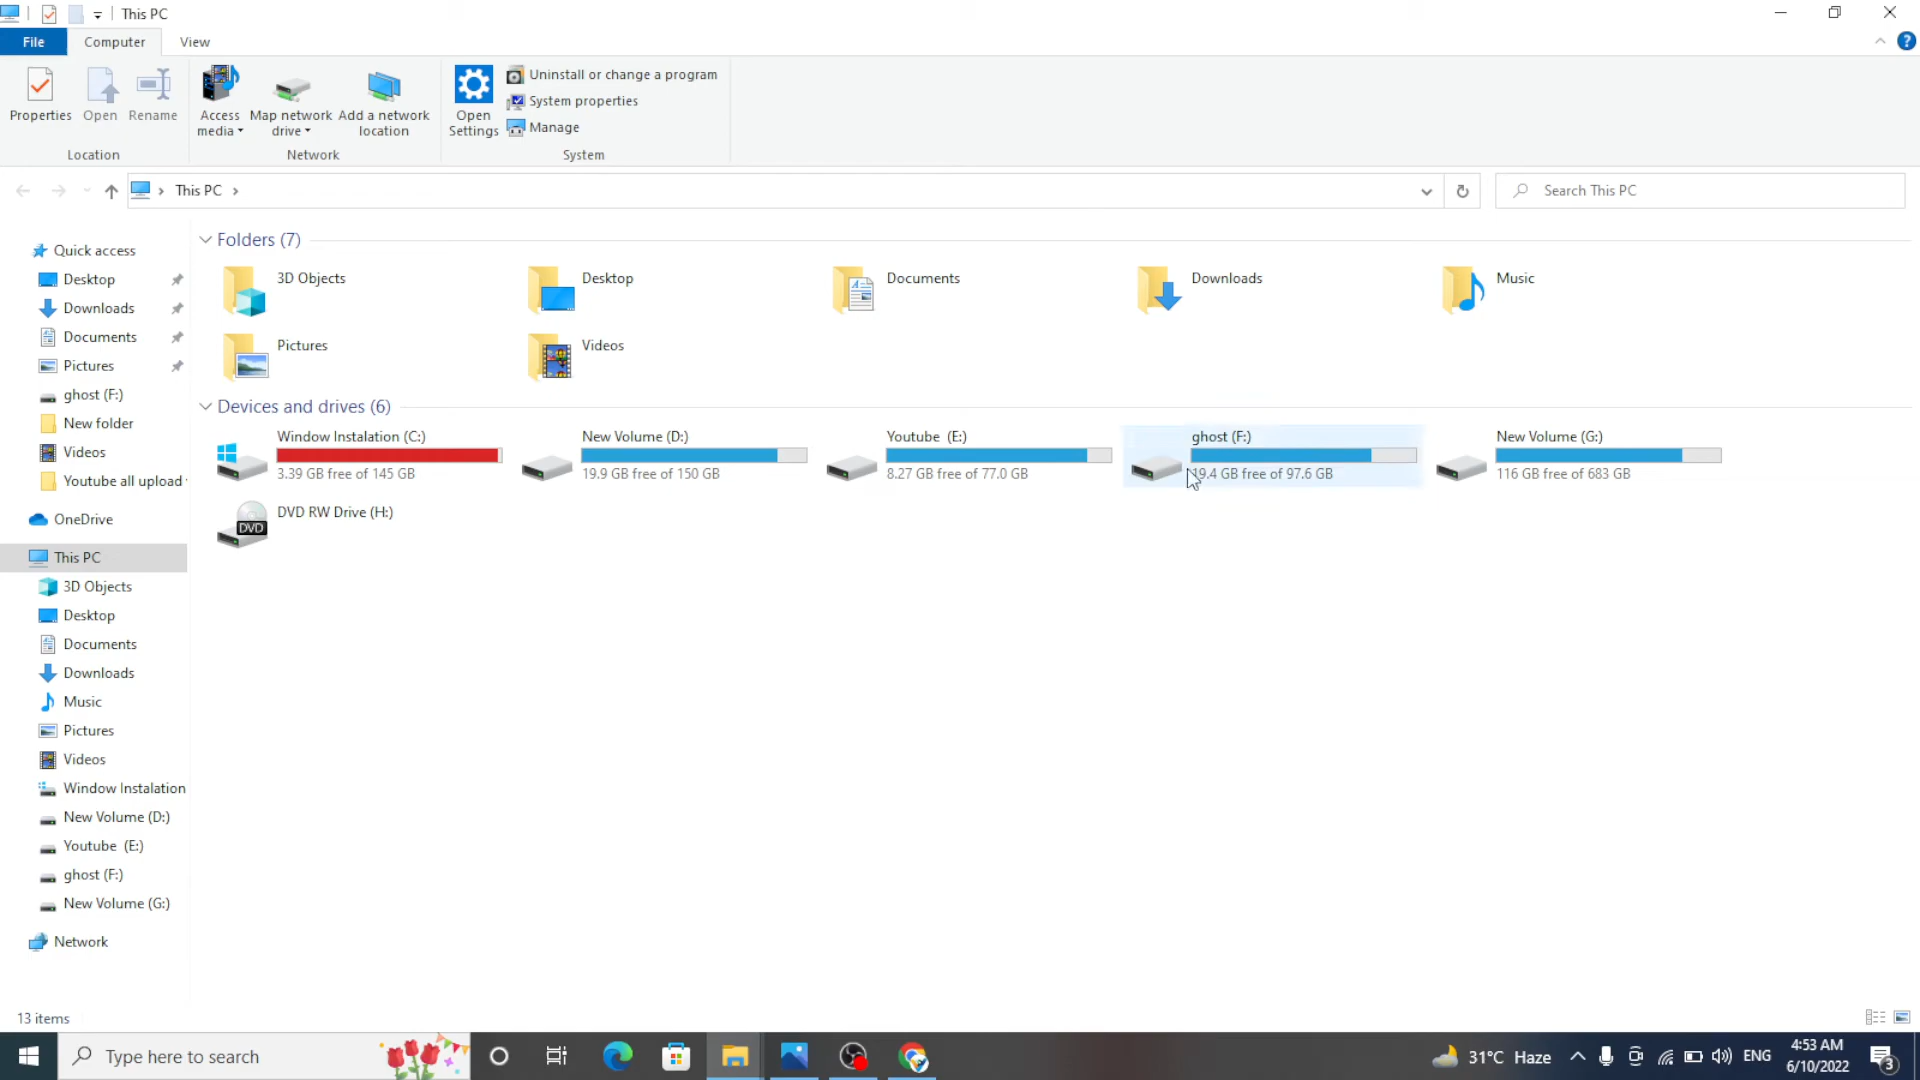 This PC
File Computer View
Properties Open Rename Access media Map network drive Add a network location Open Settings
Uninstall or change a program
System properties
Manage
Location Network System
This PC
Search This PC
Quick access
Desktop
Downloads
Documents
Pictures
ghost (F:)
New folder
Videos
Youtube all upload
OneDrive
This PC
3D Objects
Desktop
Documents
Downloads
Music
Pictures
Videos
Window Instalation
New Volume (D:)
Youtube (E:)
ghost (F:)
New Volume (G:)
Network
Folders (7)
3D Objects Desktop Documents Downloads Music
Pictures Videos
Devices and drives (6)
Window Instalation (C:) New Volume (D:) Youtube (E:) ghost (F:) New Volume (G:)
3.39 GB free of 145 GB 19.9 GB free of 150 GB 8.27 GB free of 77.0 GB 19.4 GB free of 97.6 GB 116 GB free of 683 GB
DVD RW Drive (H:)
DVD
13 items
Type here to search
31°C Haze
ENG
4:53 AM
6/10/2022
3